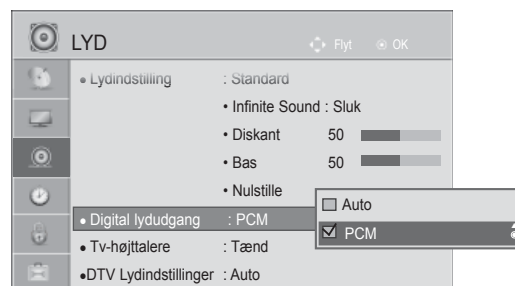 LYD
Flyt OK
• Lydindstilling : Standard
• Infinite Sound : Sluk
• Diskant 50
• Bas 50
• Nulstille
• Digital lydudgang : PCM
Auto
PCM
• Tv-højttalere : Tænd
•DTV Lydindstillinger : Auto